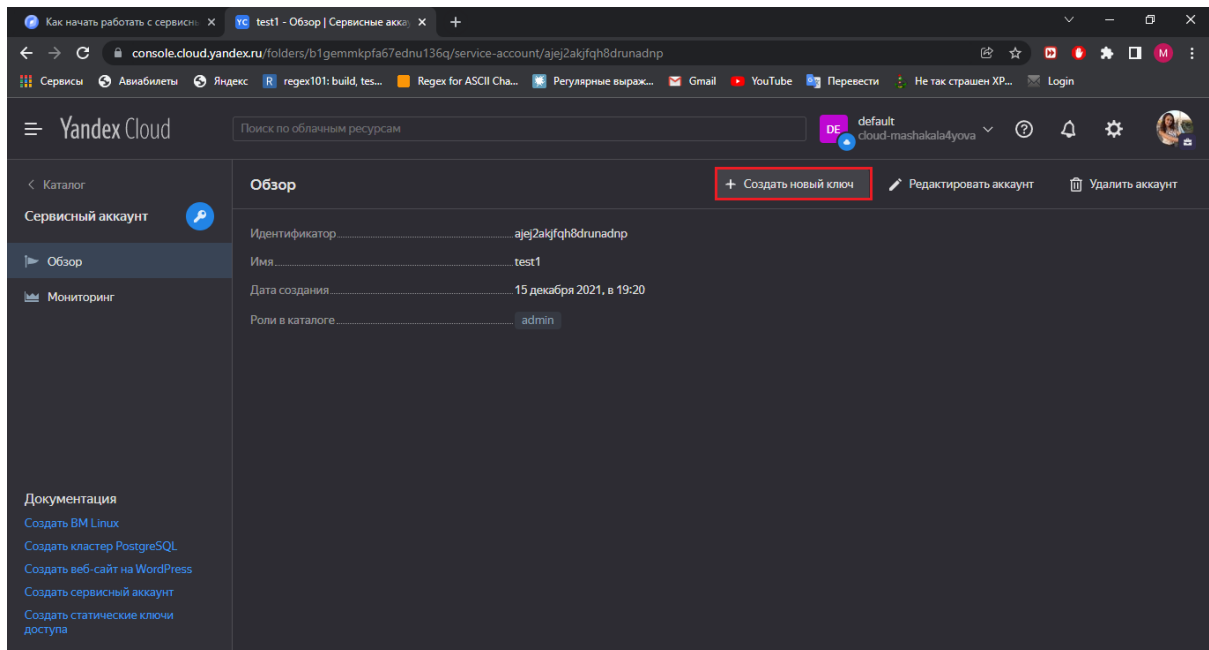 Как начать работать с сервисн
test1 - Обзор | Сервисные акка
console.cloud.yandex.ru/folders/b1gemmkpfa67ednu136q/service-account/ajej2akjfqh8drunadnp
M
Сервисы Авиабилеты Яндекс regex101: build, tes... Regex for ASCII Cha... Регулярные выраж... Gmail YouTube Перевести Не так страшен XP... Login
Yandex Cloud
Поиск по облачным ресурсам
DE
default
cloud-mashakala4yova
Каталог
Обзор
+ Создать новый ключ
Редактировать аккаунт
Удалить аккаунт
Сервисный аккаунт
Обзор
Мониторинг
Идентификатор ajej2akjfqh8drunadnp
Имя test1
Дата создания 15 декабря 2021, в 19:20
Роли в каталоге admin
Документация
Создать ВМ Linux
Создать кластер PostgreSQL
Создать веб-сайт на WordPress
Создать сервисный аккаунт
Создать статические ключи
доступа